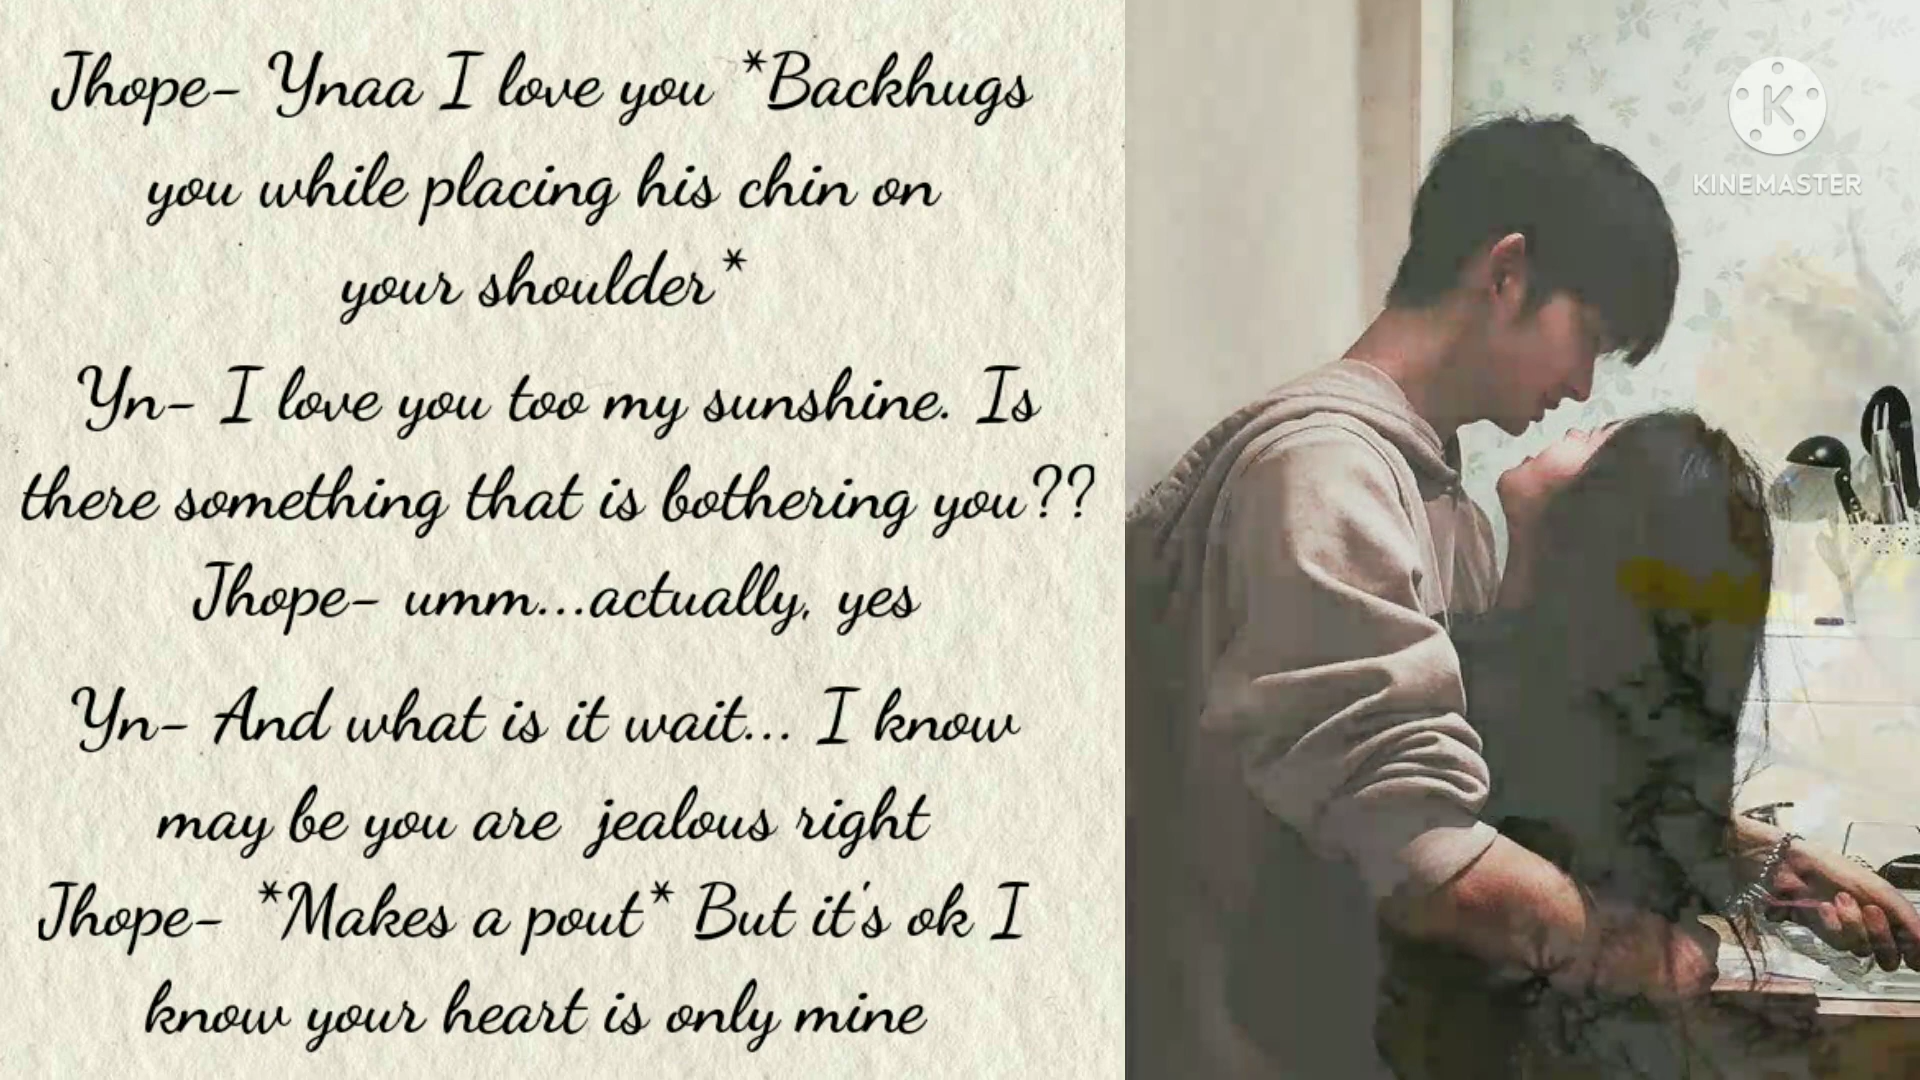 Jhope- Ynaa I love you *Backhugs
you while placing his chin on
your shoulder*
Yn- I love you too my sunshine. Is
there something that is bothering you??
Jhope- umm...actually, yes
Yn- And what is it wait... I know
may be you are jealous right
Jhope- *Makes a pout* But it's ok I
know your heart is only mine
K
KINEMASTER